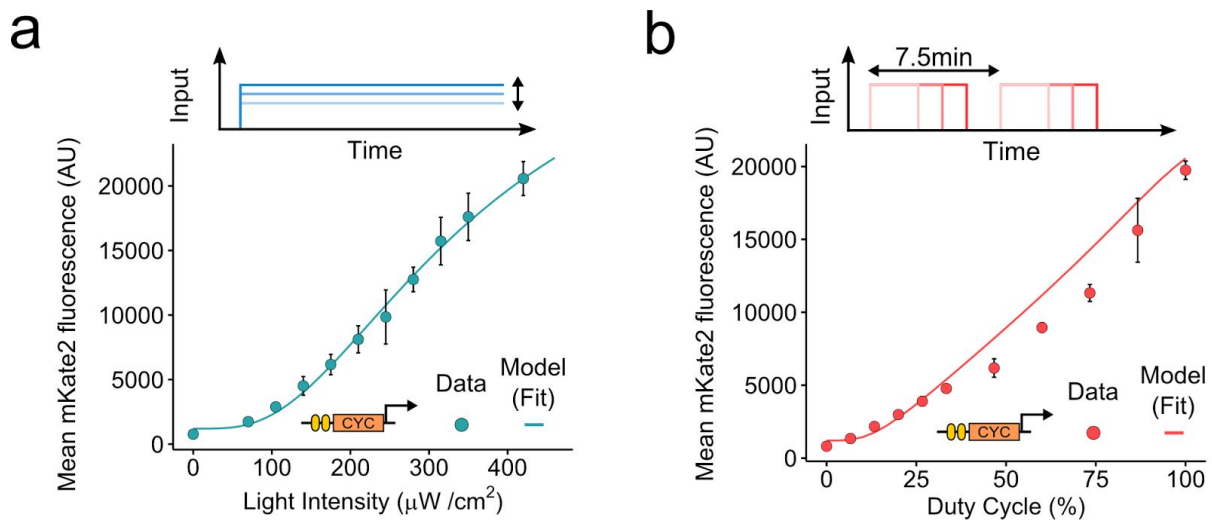 a
Input
Time
Mean mKate2 fluorescence (AU)
20000
15000
10000
5000
0
0 100 200 300 400
Light Intensity (μW /cm²)
CYC
Data
Model
(Fit)
b
7.5min
Input
Time
Mean mKate2 fluorescence (AU)
20000
15000
10000
5000
0
0 25 50 75 100
Duty Cycle (%)
CYC
Data
Model
(Fit)